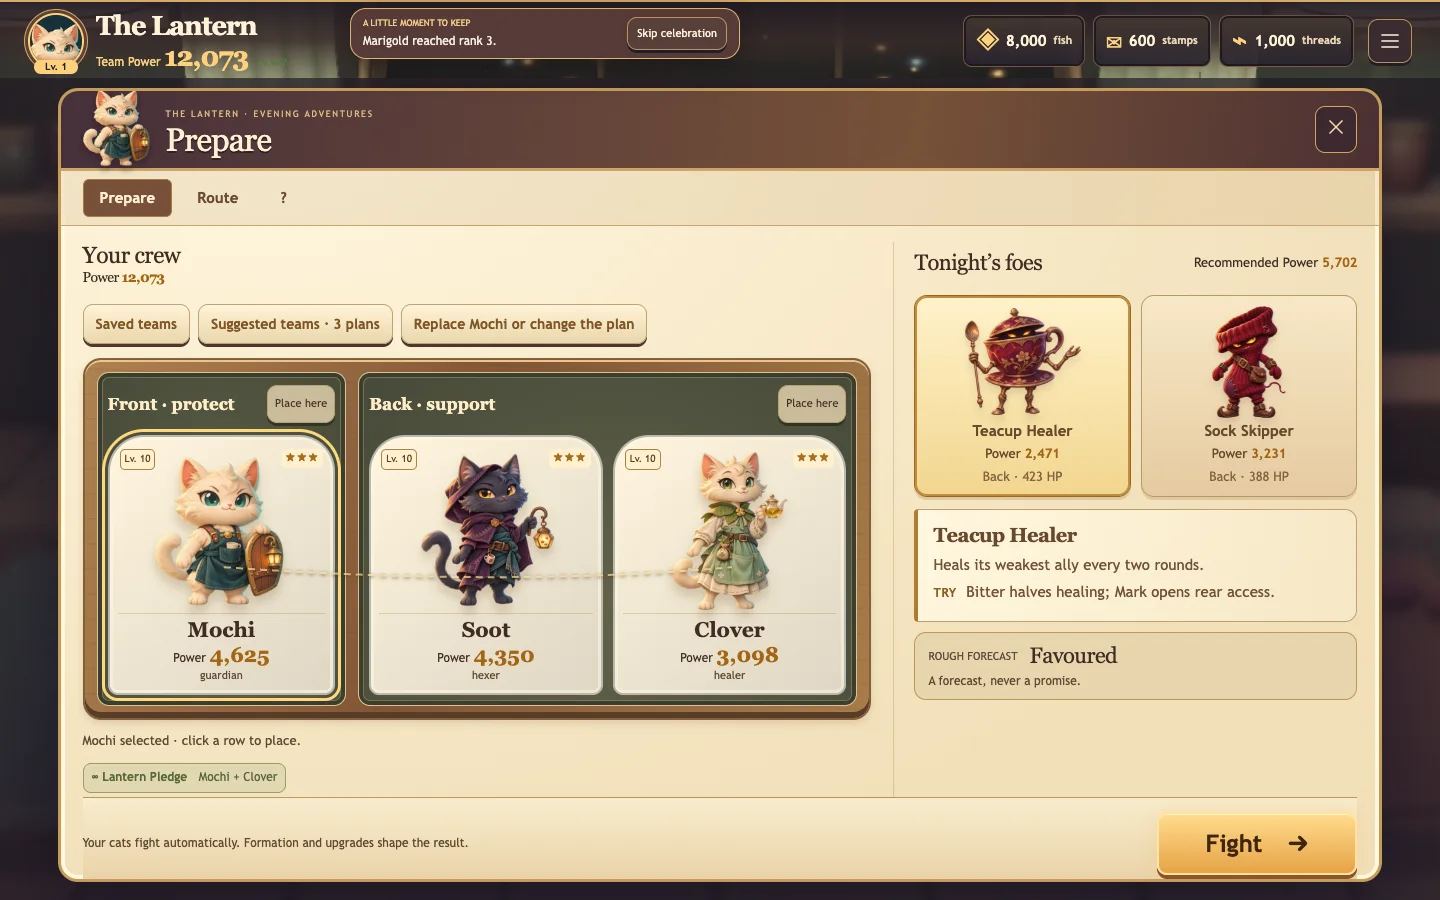 The Lantern
Team Power 12,073
Lv. 1
A LITTLE MOMENT TO KEEP
Marigold reached rank 3.
Skip celebration
8,000 fish
600 stamps
1,000 threads
THE LANTERN · EVENING ADVENTURES
Prepare
Prepare
Route
?
Your crew
Power 12,073
Saved teams
Suggested teams · 3 plans
Replace Mochi or change the plan
Front · protect
Place here
Back · support
Place here
Lv. 10
Mochi
Power 4,625
guardian
Lv. 10
Soot
Power 4,350
hexer
Lv. 10
Clover
Power 3,098
healer
Mochi selected · click a row to place.
∞ Lantern Pledge Mochi + Clover
Tonight’s foes
Recommended Power 5,702
Teacup Healer
Power 2,471
Back · 423 HP
Sock Skipper
Power 3,231
Back · 388 HP
Teacup Healer
Heals its weakest ally every two rounds.
TRY Bitter halves healing; Mark opens rear access.
ROUGH FORECAST Favoured
A forecast, never a promise.
Your cats fight automatically. Formation and upgrades shape the result.
Fight →